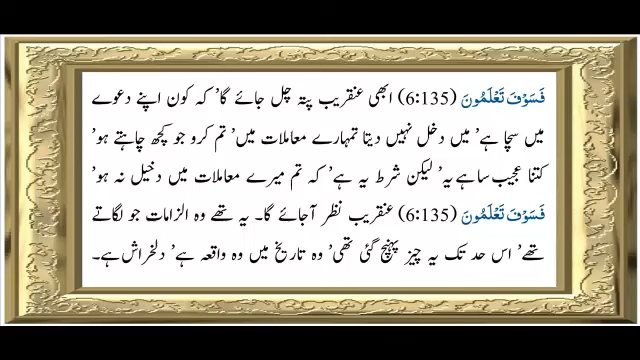 فَسَوْفَ تَعْلَمُونَ (6:135) ابھی عنقریب پتہ چل جائے گا’ کہ کون اپنے دعوے
میں سچا ہے’ میں دخل نہیں دیتا تمہارے معاملات میں’ تم کرو جو کچھ چاہتے ہو’
کتنا عجیب سا ہے یہ’ لیکن شرط یہ ہے’ کہ تم میرے معاملات میں دخیل نہ ہو’
فَسَوْفَ تَعْلَمُونَ (6:135) عنقریب نظر آجائے گا۔ یہ تھے وہ الزامات جو لگاتے
تھے’ اس حد تک یہ چیز پہنچ گئی تھی’ وہ تاریخ میں وہ واقعہ ہے’ دلخراش ہے۔